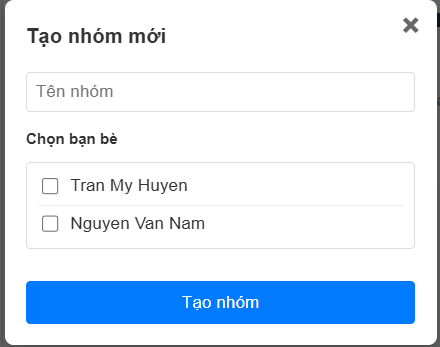 Tạo nhóm mới
Tên nhóm
Chọn bạn bè
Tran My Huyen
Nguyen Van Nam
Tạo nhóm